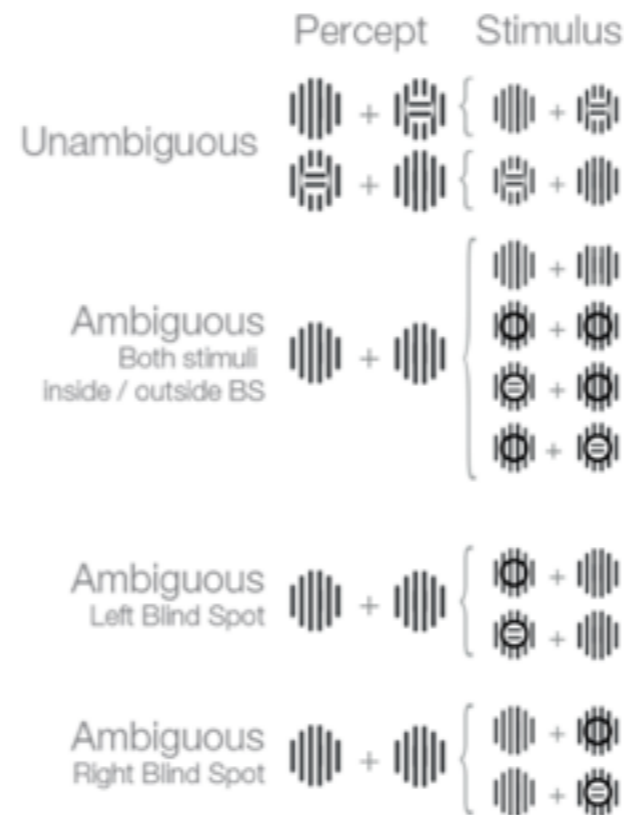 Percept Stimulus
Unambiguous
+ +
+ +
Ambiguous
Both stimuli
inside / outside BS
+ +
+
+
+
Ambiguous
Left Blind Spot
+ +
+
Ambiguous
Right Blind Spot
+ +
+